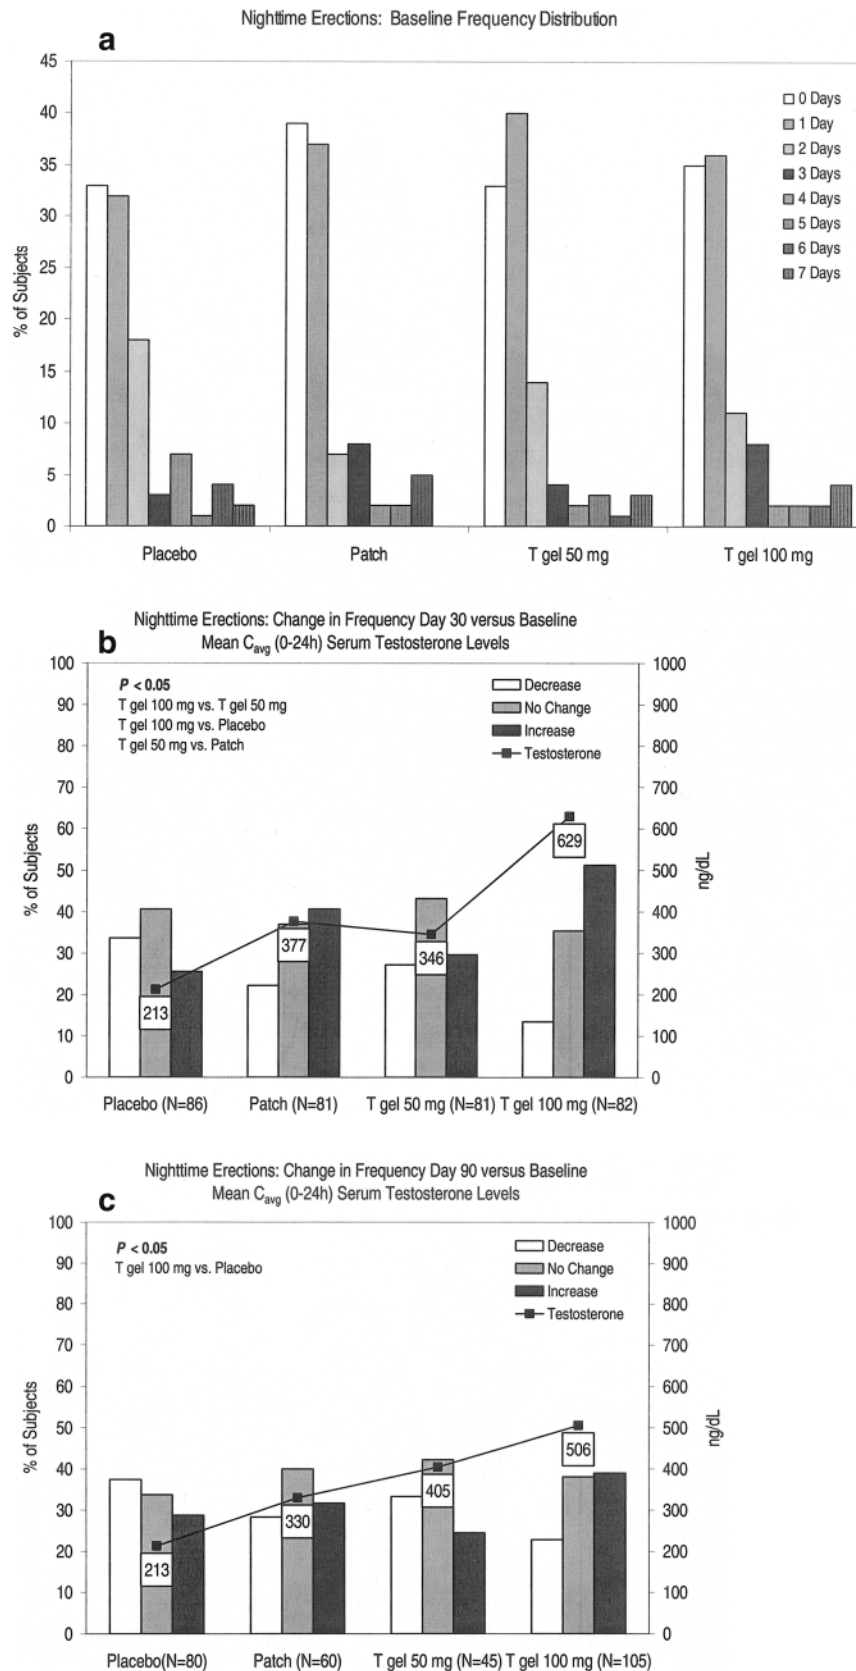 Nighttime Erections: Baseline Frequency Distribution
a
45
40
35
30
25
20
15
10
5
0
% of Subjects
0 Days
1 Day
2 Days
3 Days
4 Days
5 Days
6 Days
7 Days
Placebo Patch T gel 50 mg T gel 100 mg
Nighttime Erections: Change in Frequency Day 30 versus Baseline
b
Mean Cavg (0-24h) Serum Testosterone Levels
100
90
80
70
60
50
40
30
20
10
0
% of Subjects
P < 0.05
T gel 100 mg vs. T gel 50 mg
T gel 100 mg vs. Placebo
T gel 50 mg vs. Patch
Decrease
No Change
Increase
Testosterone
213
377
346
629
1000
900
800
700
600
500
400
300
200
100
0
ng/dL
Placebo (N=86) Patch (N=81) T gel 50 mg (N=81) T gel 100 mg (N=82)
Nighttime Erections: Change in Frequency Day 90 versus Baseline
c
Mean Cavg (0-24h) Serum Testosterone Levels
100
90
80
70
60
50
40
30
20
10
0
% of Subjects
P < 0.05
T gel 100 mg vs. Placebo
Decrease
No Change
Increase
Testosterone
213
330
405
506
1000
900
800
700
600
500
400
300
200
100
0
ng/dL
Placebo(N=80) Patch (N=60) T gel 50 mg (N=45) T gel 100 mg (N=105)